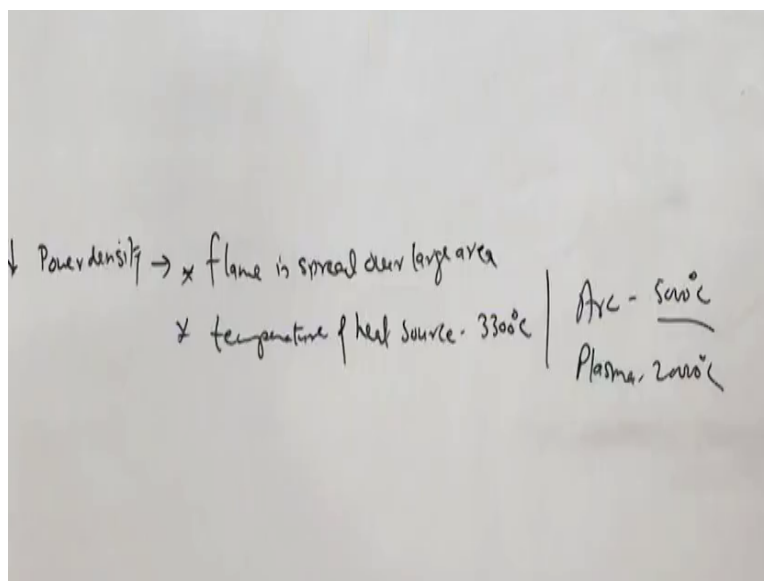 ↓ Power density → * flame is spread over large area
* temperature of heat source - 3300°C
Arc - 5000°C
Plasma. 20000°C